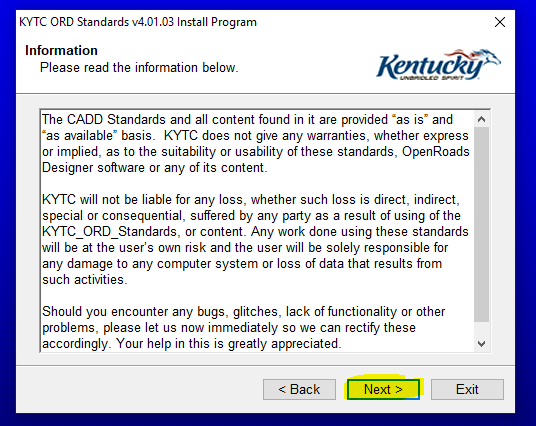 KYTC ORD Standards v4.01.03 Install Program
Information
Please read the information below.
Kentucky
UNBRIDLED SPIRIT
The CADD Standards and all content found in it are provided “as is” and
“as available” basis.  KYTC does not give any warranties, whether express
or implied, as to the suitability or usability of these standards, OpenRoads
Designer software or any of its content.
KYTC will not be liable for any loss, whether such loss is direct, indirect,
special or consequential, suffered by any party as a result of using of the
KYTC_ORD_Standards, or content. Any work done using these standards
will be at the user’s own risk and the user will be solely responsible for
any damage to any computer system or loss of data that results from
such activities.
Should you encounter any bugs, glitches, lack of functionality or other
problems, please let us now immediately so we can rectify these
accordingly. Your help in this is greatly appreciated.
< Back
Next >
Exit